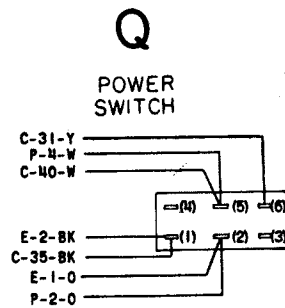 Q
POWER
SWITCH
C-31-Y
P-4-W
C-40-W
(4) (5) (6)
E-2-BK (1) (2) (3)
C-35-BK
E-1-O
P-2-O